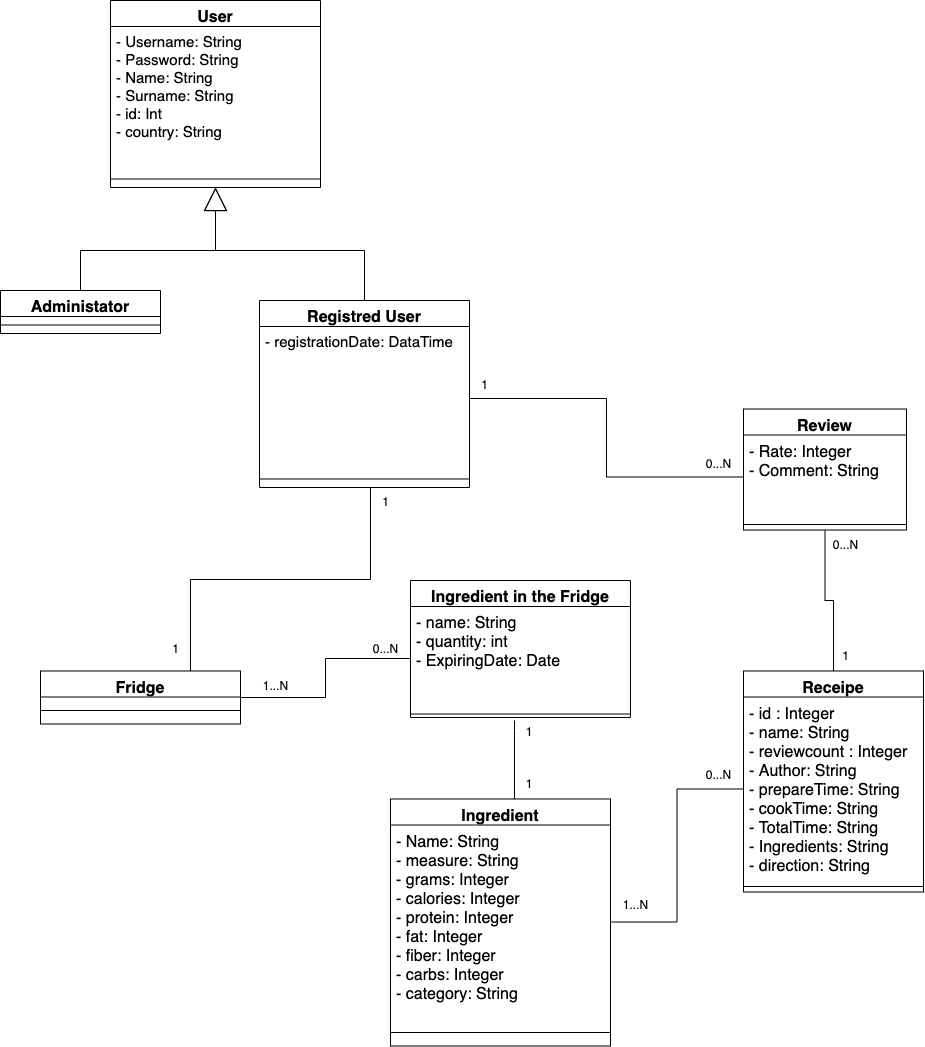 User
- Username: String
- Password: String
- Name: String
- Surname: String
- id: Int
- country: String
Administator
Registred User
- registrationDate: DataTime
1
0...N
Review
- Rate: Integer
- Comment: String
1
0...N
Ingredient in the Fridge
- name: String
- quantity: int
- ExpiringDate: Date
1
0...N
1...N
Fridge
1
Receipe
- id : Integer
- name: String
- reviewcount : Integer
- Author: String
- prepareTime: String
- cookTime: String
- TotalTime: String
- Ingredients: String
- direction: String
1
1
0...N
Ingredient
- Name: String
- measure: String
- grams: Integer
- calories: Integer
- protein: Integer
- fat: Integer
- fiber: Integer
- carbs: Integer
- category: String
1...N